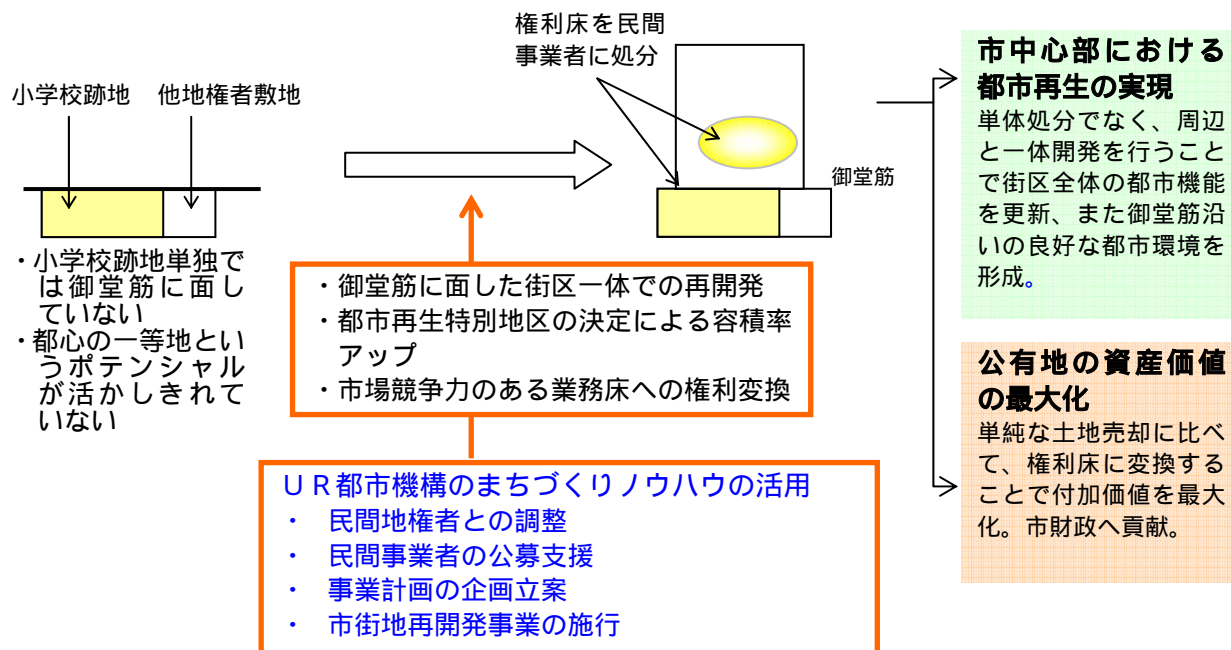 小学校跡地
他地権者敷地
・小学校跡地単独で
は御堂筋に面し
ていない
・都心の一等地とい
うポテンシャル
が活かしきれて
いない
権利床を民間
事業者に処分
御堂筋
・御堂筋に面した街区一体での再開発
・都市再生特別地区の決定による容積率
アップ
・市場競争力のある業務床への権利変換
ＵＲ都市機構のまちづくりノウハウの活用
・　民間地権者との調整
・　民間事業者の公募支援
・　事業計画の企画立案
・　市街地再開発事業の施行
市中心部における
都市再生の実現
単体処分でなく、周辺
と一体開発を行うこと
で街区全体の都市機能
を更新、また御堂筋沿
いの良好な都市環境を
形成。
公有地の資産価値
の最大化
単純な土地売却に比べ
て、権利床に変換する
ことで付加価値を最大
化。市財政へ貢献。